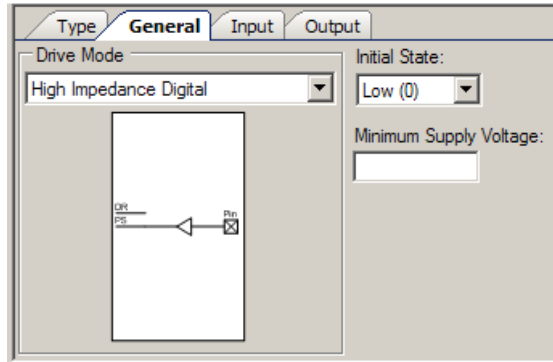 Type General Input Output
Drive Mode
High Impedance Digital
DR
PS
Pin
Initial State:
Low (0)
Minimum Supply Voltage: